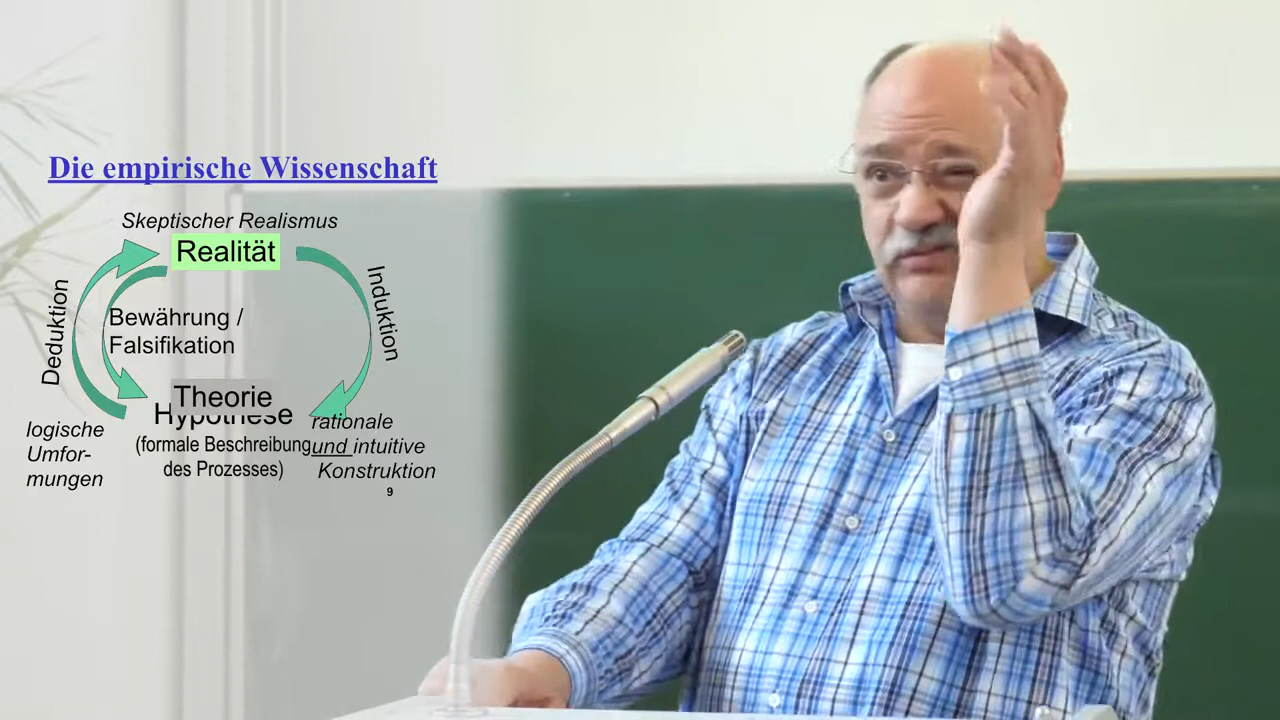 Die empirische Wissenschaft
Skeptischer Realismus
Realität
Deduktion
Induktion
Bewährung /
Falsifikation
Theorie
Hypothese
(formale Beschreibung
des Prozesses)
logische
Umfor-
mungen
rationale
und intuitive
Konstruktion
9